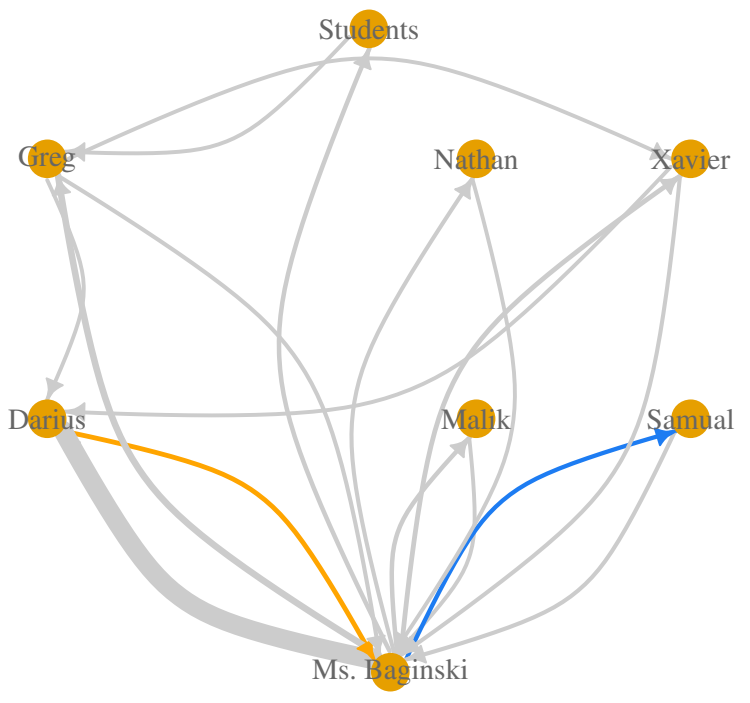 Students
Greg
Nathan
Xavier
Darius
Malik
Samual
Ms. Baginski